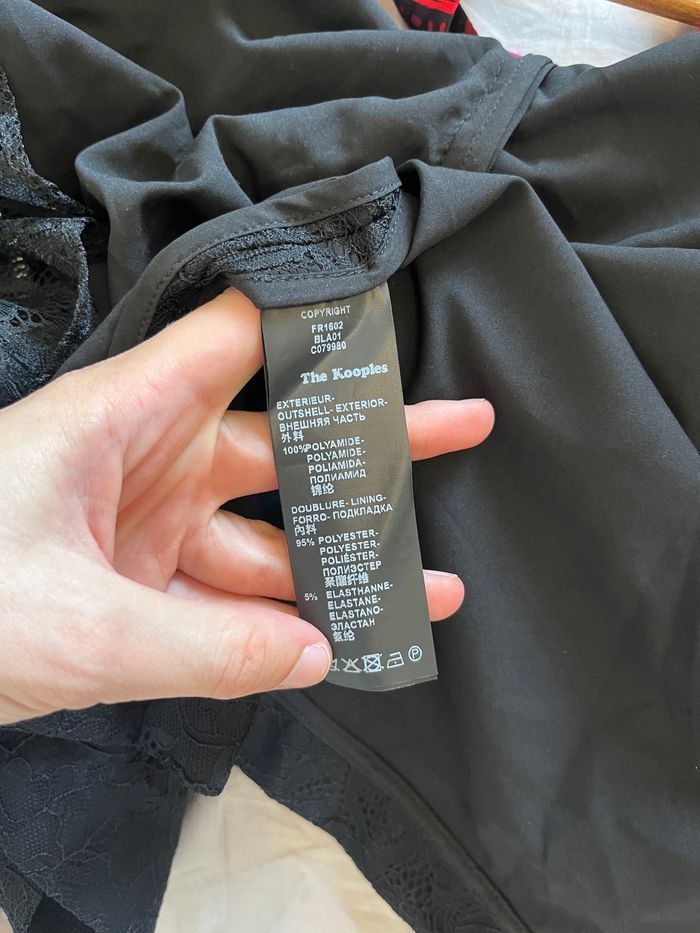 COPYRIGHT
FR1602
BLA01
C079980
The Kooples
EXTERIEUR-
OUTSHELL- EXTERIOR-
ВНЕШНЯЯ ЧАСТЬ
外料
100%POLYAMIDE-
POLYAMIDE-
POLIAMIDA-
ПОЛИАМИД
锦纶
DOUBLURE- LINING-
FORRO- ПОДКЛАДКА
內料
95% POLYESTER-
POLYESTER-
POLIÉSTER-
ПОЛИЭСТЕР
聚酯纤维
5% ELASTHANNE-
ELASTANE-
ELASTANO-
ЭЛАСТАН
氨纶
P